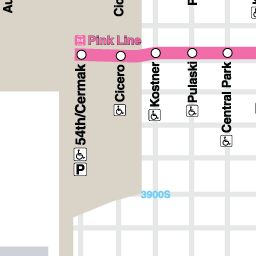 Pink Line
54th/Cermak
P
Cicero
Kostner
Pulaski
Central Park
3900S